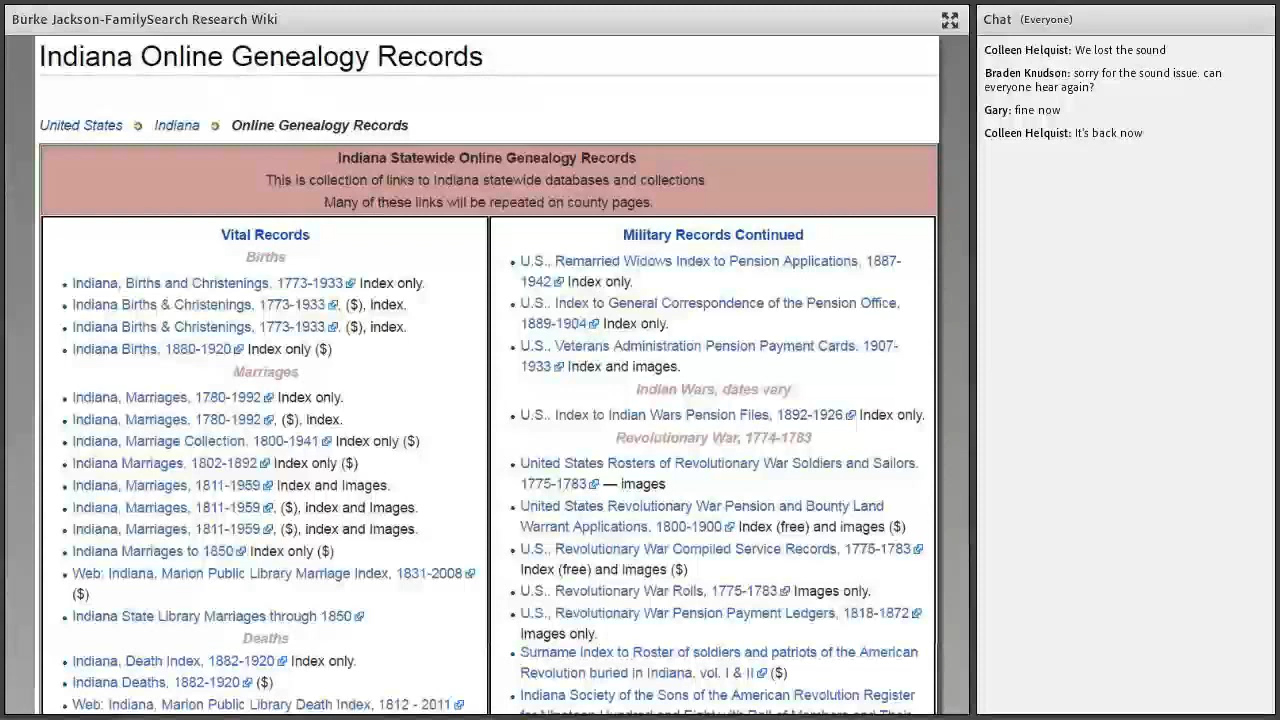 Burke Jackson-FamilySearch Research Wiki
Indiana Online Genealogy Records
United States Indiana Online Genealogy Records
Indiana Statewide Online Genealogy Records
This is collection of links to Indiana statewide databases and collections
Many of these links will be repeated on county pages.
Vital Records
Births
Indiana, Births and Christenings, 1773-1933 Index only.
Indiana Births & Christenings, 1773-1933, ($), index.
Indiana Births & Christenings, 1773-1933, ($), index.
Indiana Births, 1880-1920 Index only ($)
Marriages
Indiana, Marriages, 1780-1992 Index only.
Indiana, Marriages, 1780-1992, ($), Index.
Indiana, Marriage Collection, 1800-1941 Index only ($)
Indiana Marriages, 1802-1892 Index only ($)
Indiana, Marriages, 1811-1959 Index and Images.
Indiana, Marriages, 1811-1959, ($), index and Images.
Indiana, Marriages, 1811-1959, ($), index and Images.
Indiana Marriages to 1850 Index only ($)
Web: Indiana, Marion Public Library Marriage Index, 1831-2008
($)
Indiana State Library Marriages through 1850
Deaths
Indiana, Death Index, 1882-1920 Index only.
Indiana Deaths, 1882-1920 ($)
Web: Indiana, Marion Public Library Death Index, 1812 - 2011
Military Records Continued
U.S., Remarried Widows Index to Pension Applications, 1887-
1942 Index only.
U.S., Index to General Correspondence of the Pension Office,
1889-1904 Index only.
U.S., Veterans Administration Pension Payment Cards, 1907-
1933 Index and images.
Indian Wars, dates vary
U.S., Index to Indian Wars Pension Files, 1892-1926 Index only.
Revolutionary War, 1774-1783
United States Rosters of Revolutionary War Soldiers and Sailors,
1775-1783 — images
United States Revolutionary War Pension and Bounty Land
Warrant Applications, 1800-1900 Index (free) and images ($)
U.S., Revolutionary War Compiled Service Records, 1775-1783
Index (free) and Images ($)
U.S., Revolutionary War Rolls, 1775-1783 Images only.
U.S., Revolutionary War Pension Payment Ledgers, 1818-1872
Images only.
Surname Index to Roster of soldiers and patriots of the American
Revolution buried in Indiana, vol. I & II ($)
Indiana Society of the Sons of the American Revolution Register
for Nineteen Hundred and Eight with Roll of Members and Their
Chat (Everyone)
Colleen Helquist: We lost the sound
Braden Knudson: sorry for the sound issue. can
everyone hear again?
Gary: fine now
Colleen Helquist: It's back now